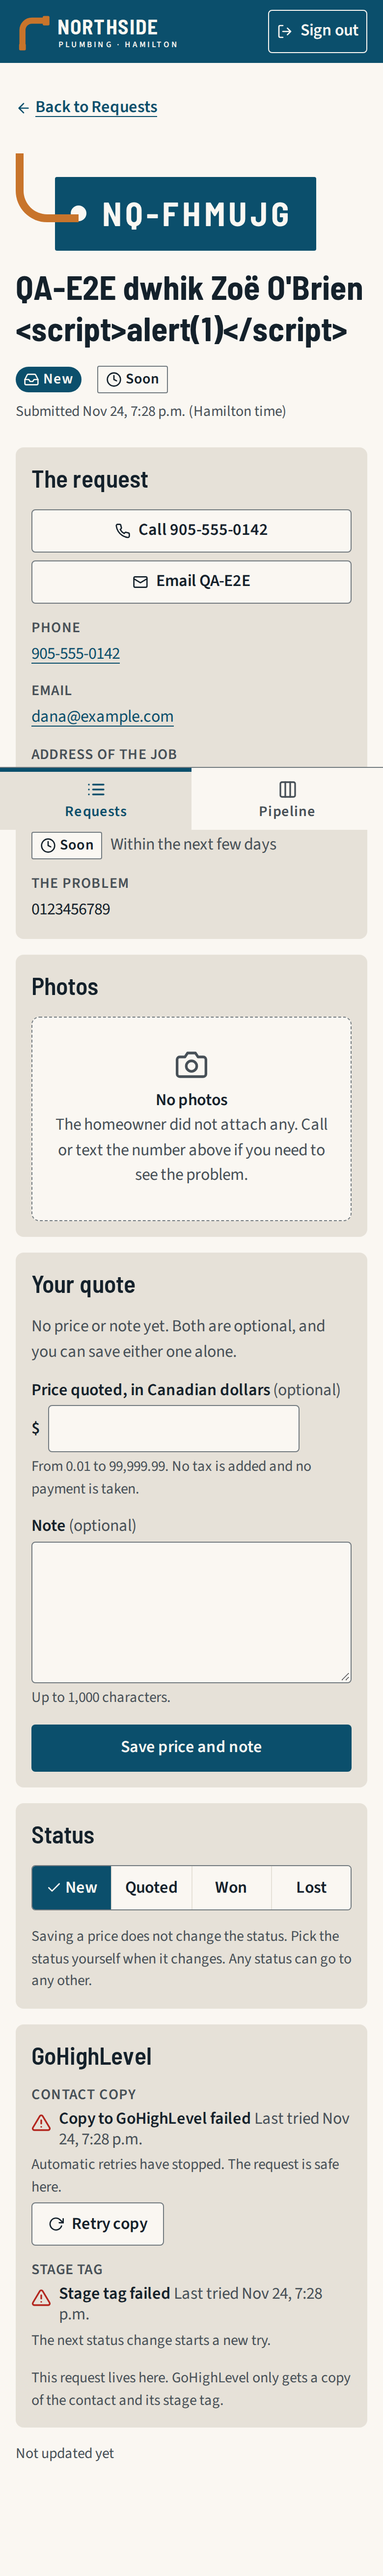 NORTHSIDE
PLUMBING · HAMILTON
Sign out
Back to Requests
NQ-FHMUJG
QA-E2E dwhik Zoë O'Brien
<script>alert(1)</script>
New
Soon
Submitted Nov 24, 7:28 p.m. (Hamilton time)
The request
Call 905-555-0142
Email QA-E2E
PHONE
905-555-0142
EMAIL
dana@example.com
ADDRESS OF THE JOB
Requests
Pipeline
Soon Within the next few days
THE PROBLEM
0123456789
Photos
No photos
The homeowner did not attach any. Call
or text the number above if you need to
see the problem.
Your quote
No price or note yet. Both are optional, and
you can save either one alone.
Price quoted, in Canadian dollars (optional)
$
From 0.01 to 99,999.99. No tax is added and no
payment is taken.
Note (optional)
Up to 1,000 characters.
Save price and note
Status
New
Quoted
Won
Lost
Saving a price does not change the status. Pick the
status yourself when it changes. Any status can go to
any other.
GoHighLevel
CONTACT COPY
Copy to GoHighLevel failed Last tried Nov
24, 7:28 p.m.
Automatic retries have stopped. The request is safe
here.
Retry copy
STAGE TAG
Stage tag failed Last tried Nov 24, 7:28
p.m.
The next status change starts a new try.
This request lives here. GoHighLevel only gets a copy
of the contact and its stage tag.
Not updated yet